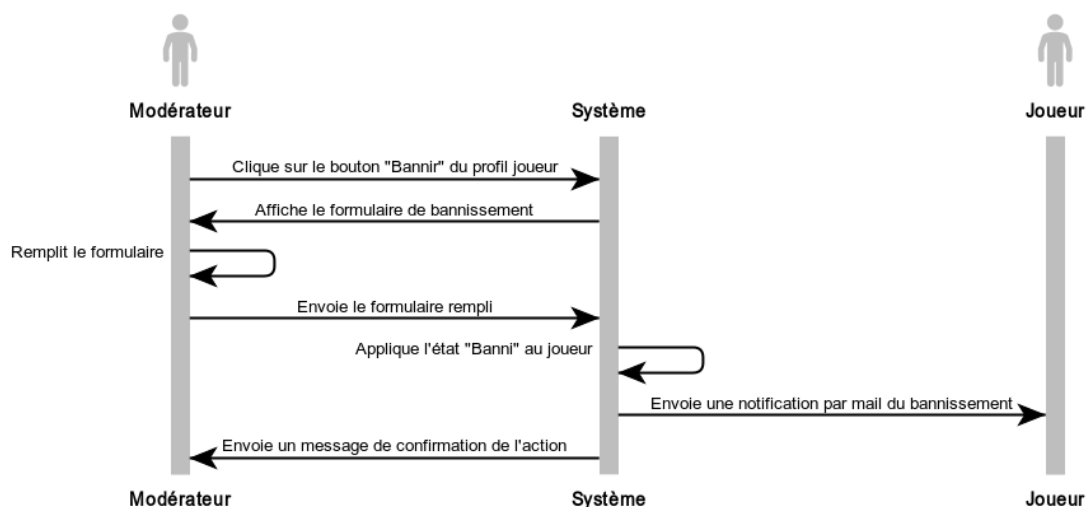 Modérateur
Système
Joueur
Clique sur le bouton "Bannir" du profil joueur
Affiche le formulaire de bannissement
Remplit le formulaire
Envoie le formulaire rempli
Applique l'état "Banni" au joueur
Envoie une notification par mail du bannissement
Envoie un message de confirmation de l'action
Modérateur
Système
Joueur